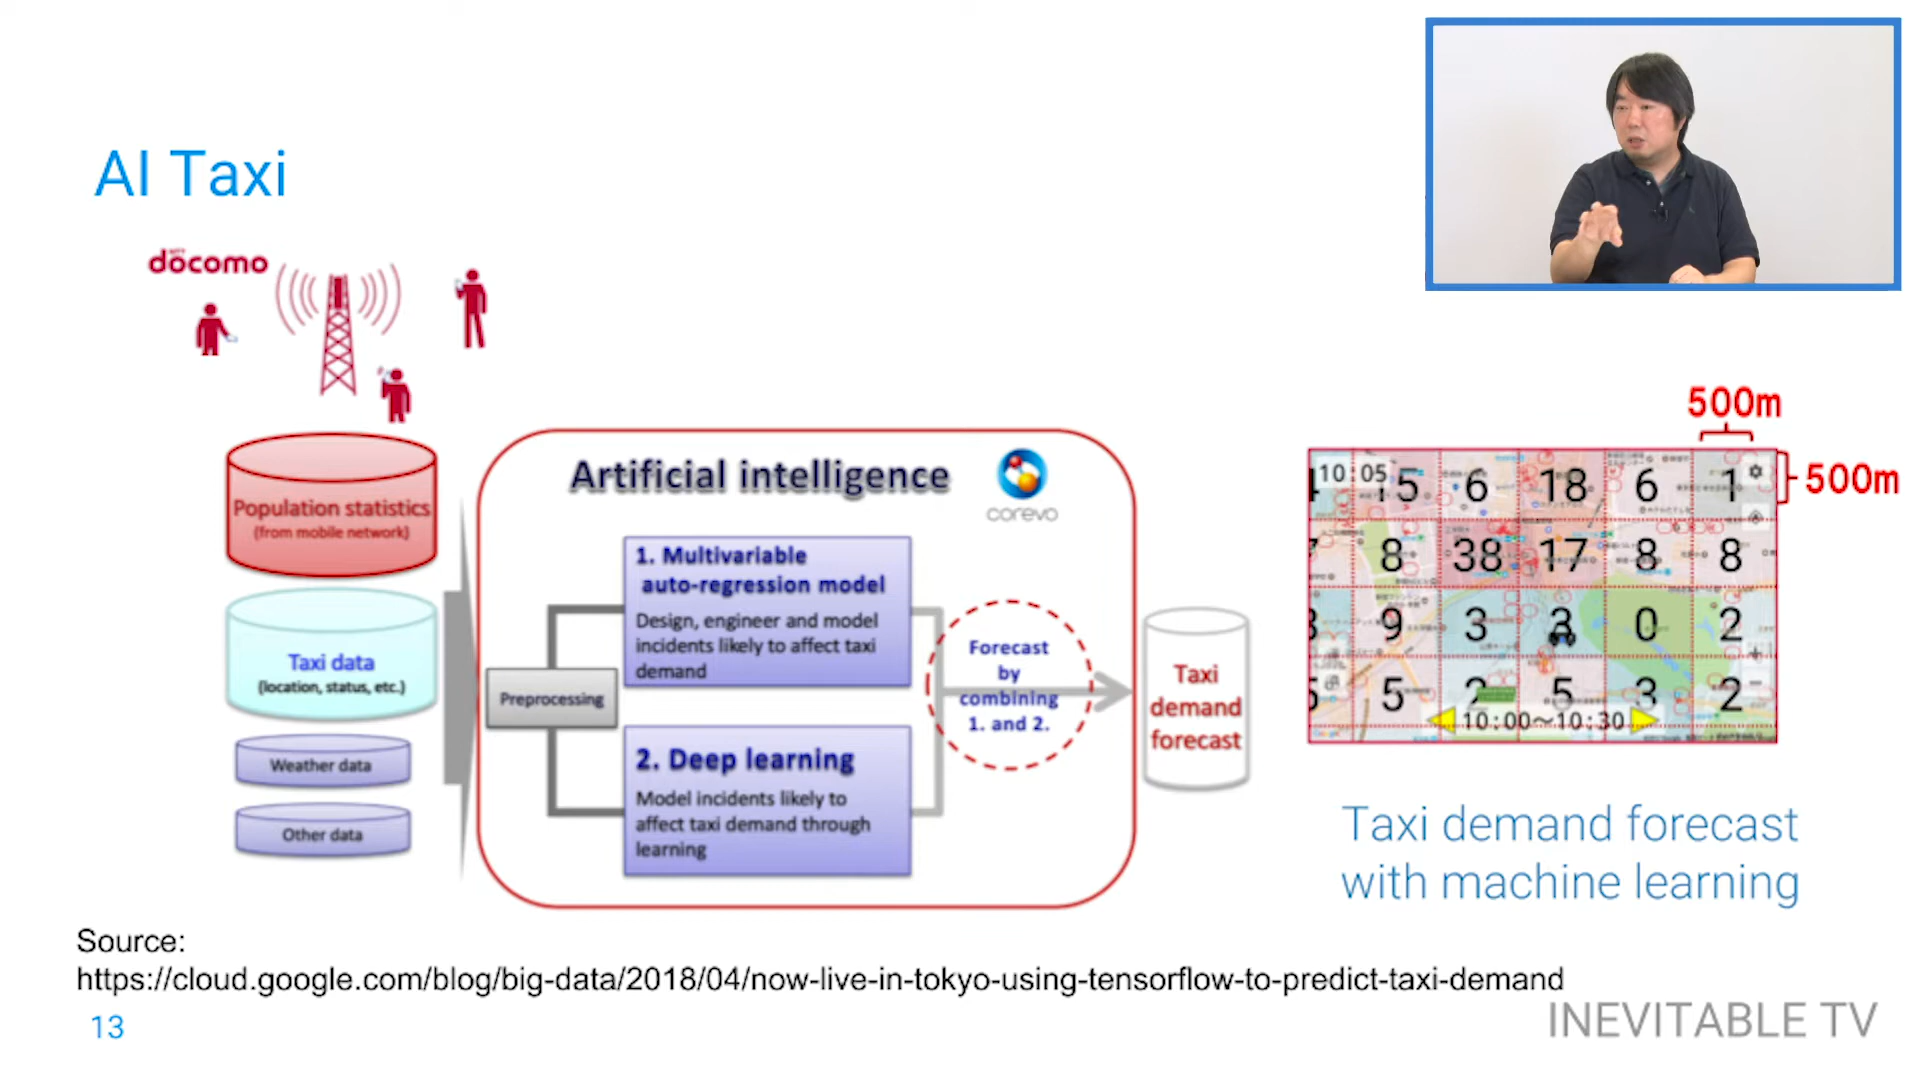 AI Taxi
NTT
döcomo
Population statistics
(from mobile network)
Taxi data
(location, status, etc.)
Weather data
Other data
Artificial intelligence
corevo
Preprocessing
1. Multivariable
auto-regression model
Design, engineer and model
incidents likely to affect taxi
demand
2. Deep learning
Model incidents likely to
affect taxi demand through
learning
Forecast
by
combining
1. and 2.
Taxi
demand
forecast
500m
500m
10:05
5 6 18 6 1
8 38 17 8 8
9 3 3 0 2
5 2 5 3 2
10:00〜10:30
Taxi demand forecast
with machine learning
Source:
https://cloud.google.com/blog/big-data/2018/04/now-live-in-tokyo-using-tensorflow-to-predict-taxi-demand
13
INEVITABLE TV